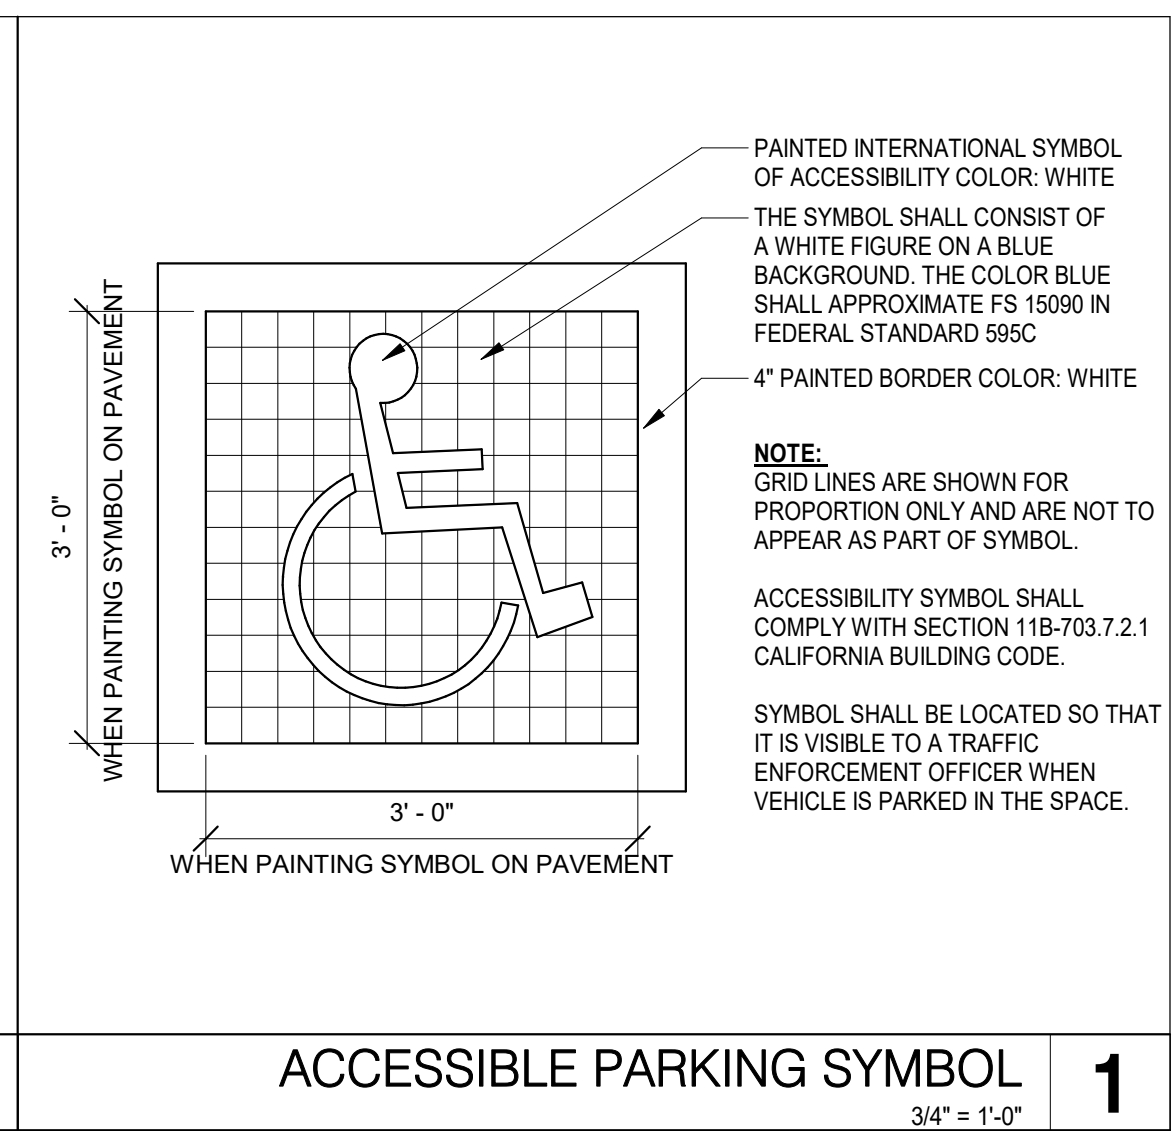 PAINTED INTERNATIONAL SYMBOL
OF ACCESSIBILITY COLOR: WHITE
THE SYMBOL SHALL CONSIST OF
A WHITE FIGURE ON A BLUE
BACKGROUND. THE COLOR BLUE
SHALL APPROXIMATE FS 15090 IN
FEDERAL STANDARD 595C
4" PAINTED BORDER COLOR: WHITE
NOTE:
GRID LINES ARE SHOWN FOR
PROPORTION ONLY AND ARE NOT TO
APPEAR AS PART OF SYMBOL.
ACCESSIBILITY SYMBOL SHALL
COMPLY WITH SECTION 11B-703.7.2.1
CALIFORNIA BUILDING CODE.
SYMBOL SHALL BE LOCATED SO THAT
IT IS VISIBLE TO A TRAFFIC
ENFORCEMENT OFFICER WHEN
VEHICLE IS PARKED IN THE SPACE.
3' - 0"
WHEN PAINTING SYMBOL ON PAVEMENT
3' - 0"
WHEN PAINTING SYMBOL ON PAVEMENT
ACCESSIBLE PARKING SYMBOL
3/4" = 1'-0"
1